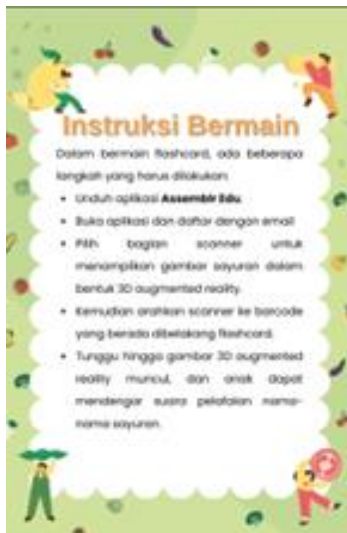 Instruksi Bermain
Dalam bermain flashcard, ada beberapa
langkah yang harus dilakukan:
• Unduh aplikasi Assemblr Edu.
• Buka aplikasi dan daftar dengan email
• Pilih bagian scanner untuk
menampilkan gambar sayuran dalam
bentuk 3D augmented reality.
• Kemudian arahkan scanner ke barcode
yang berada dibelakang flashcard.
• Tunggu hingga gambar 3D augmented
reality muncul, dan anak dapat
mendengar suara pelafalan nama-
nama sayuran.